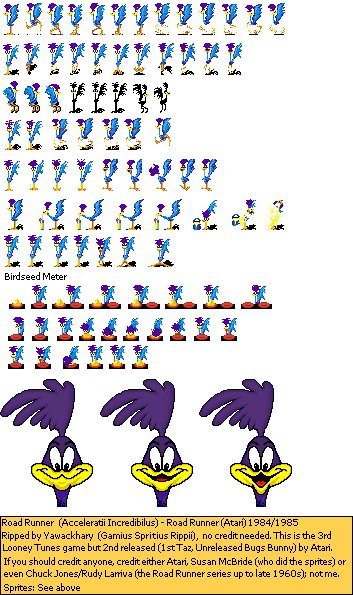 Birdseed Meter
Road Runner (Acceleratii Incredibilus) - Road Runner (Atari) 1984/1985
Ripped by Yawackhary (Gamius Spritius Rippii), no credit needed. This is the 3rd
Looney Tunes game but 2nd released (1st Taz, Unreleased Bugs Bunny) by Atari.
If you should credit anyone, credit either Atari, Susan McBride (who did the sprites) or
even Chuck Jones/Rudy Larriva (the Road Runner series up to late 1960s); not me.
Sprites: See above